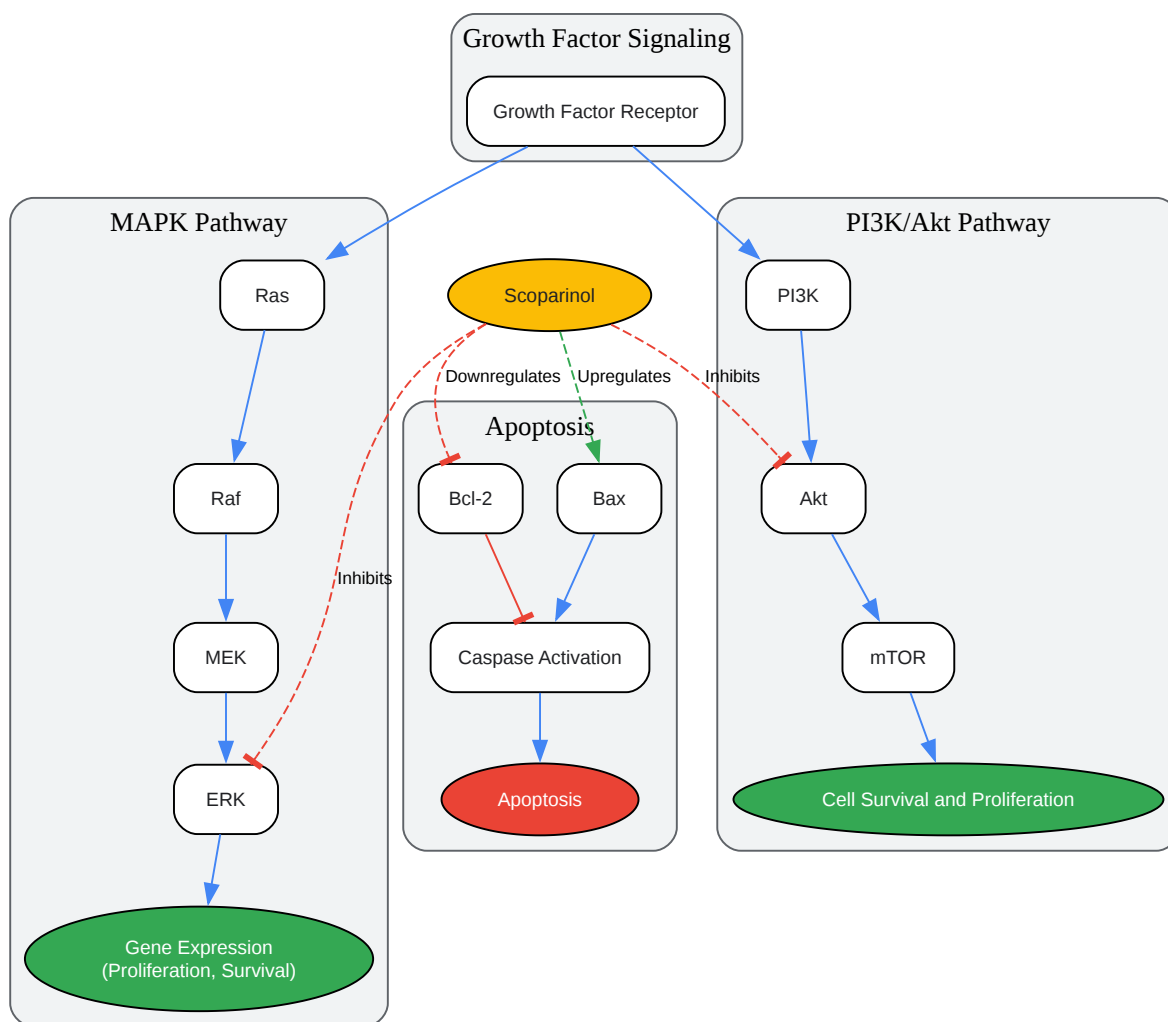 Growth Factor Signaling
Growth Factor Receptor
MAPK Pathway
PI3K/Akt Pathway
Ras
Scoparinol
PI3K
Downregulates
Upregulates
Inhibits
Apoptosis
Raf
Bcl-2
Bax
Akt
Inhibits
MEK
Caspase Activation
mTOR
ERK
Apoptosis
Cell Survival and Proliferation
Gene Expression
(Proliferation, Survival)